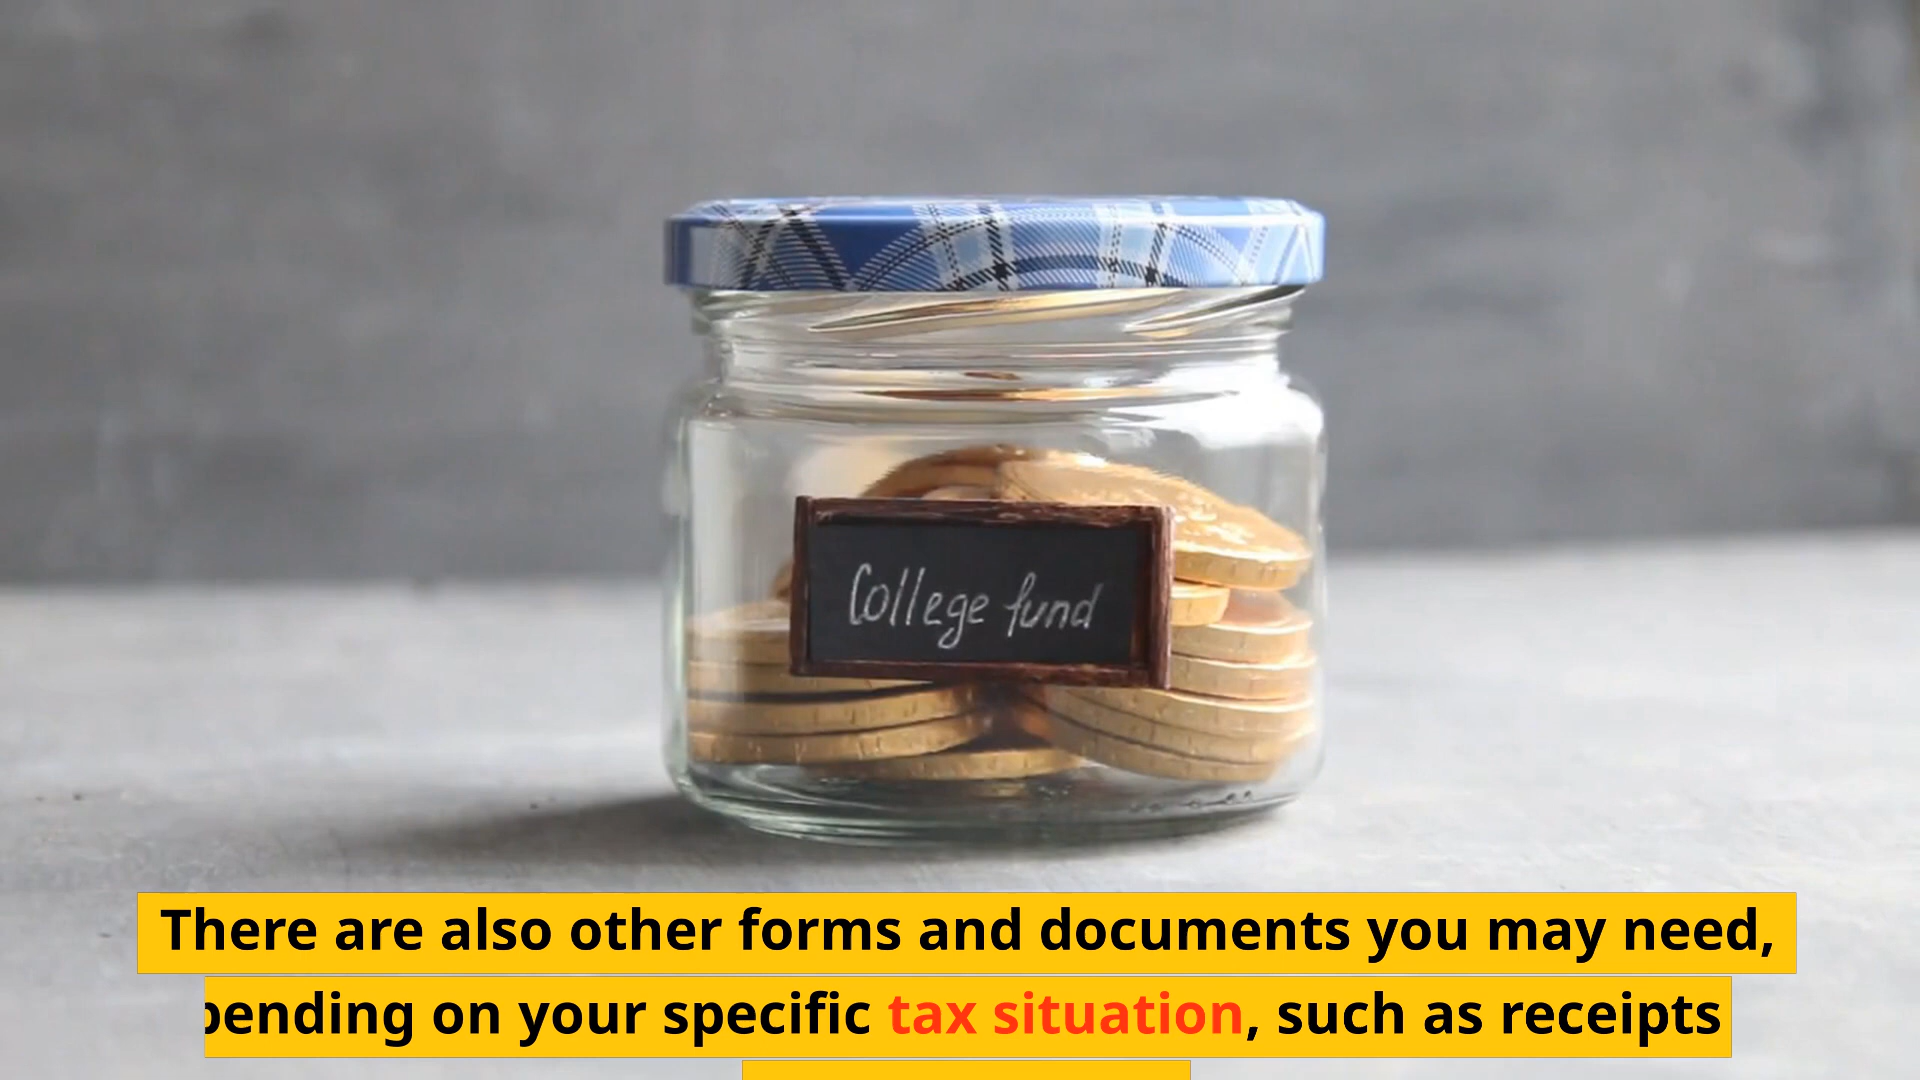 College fund
There are also other forms and documents you may need,
pending on your specific tax situation, such as receipts